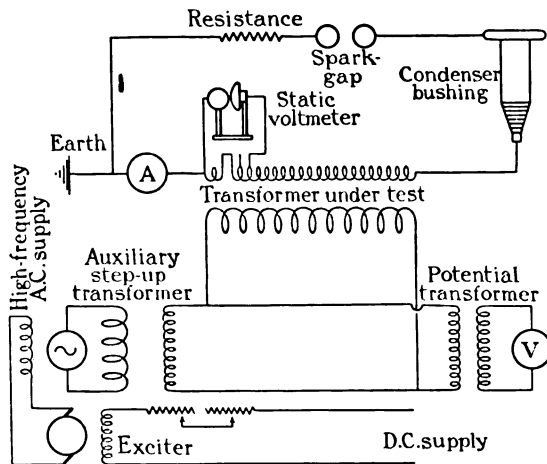 Resistance
Spark-
gap
Condenser
bushing
Static
voltmeter
Earth
A
Transformer under test
High-frequency
A.C. supply
Auxiliary
step-up
transformer
Potential
transformer
V
Exciter
D.C. supply